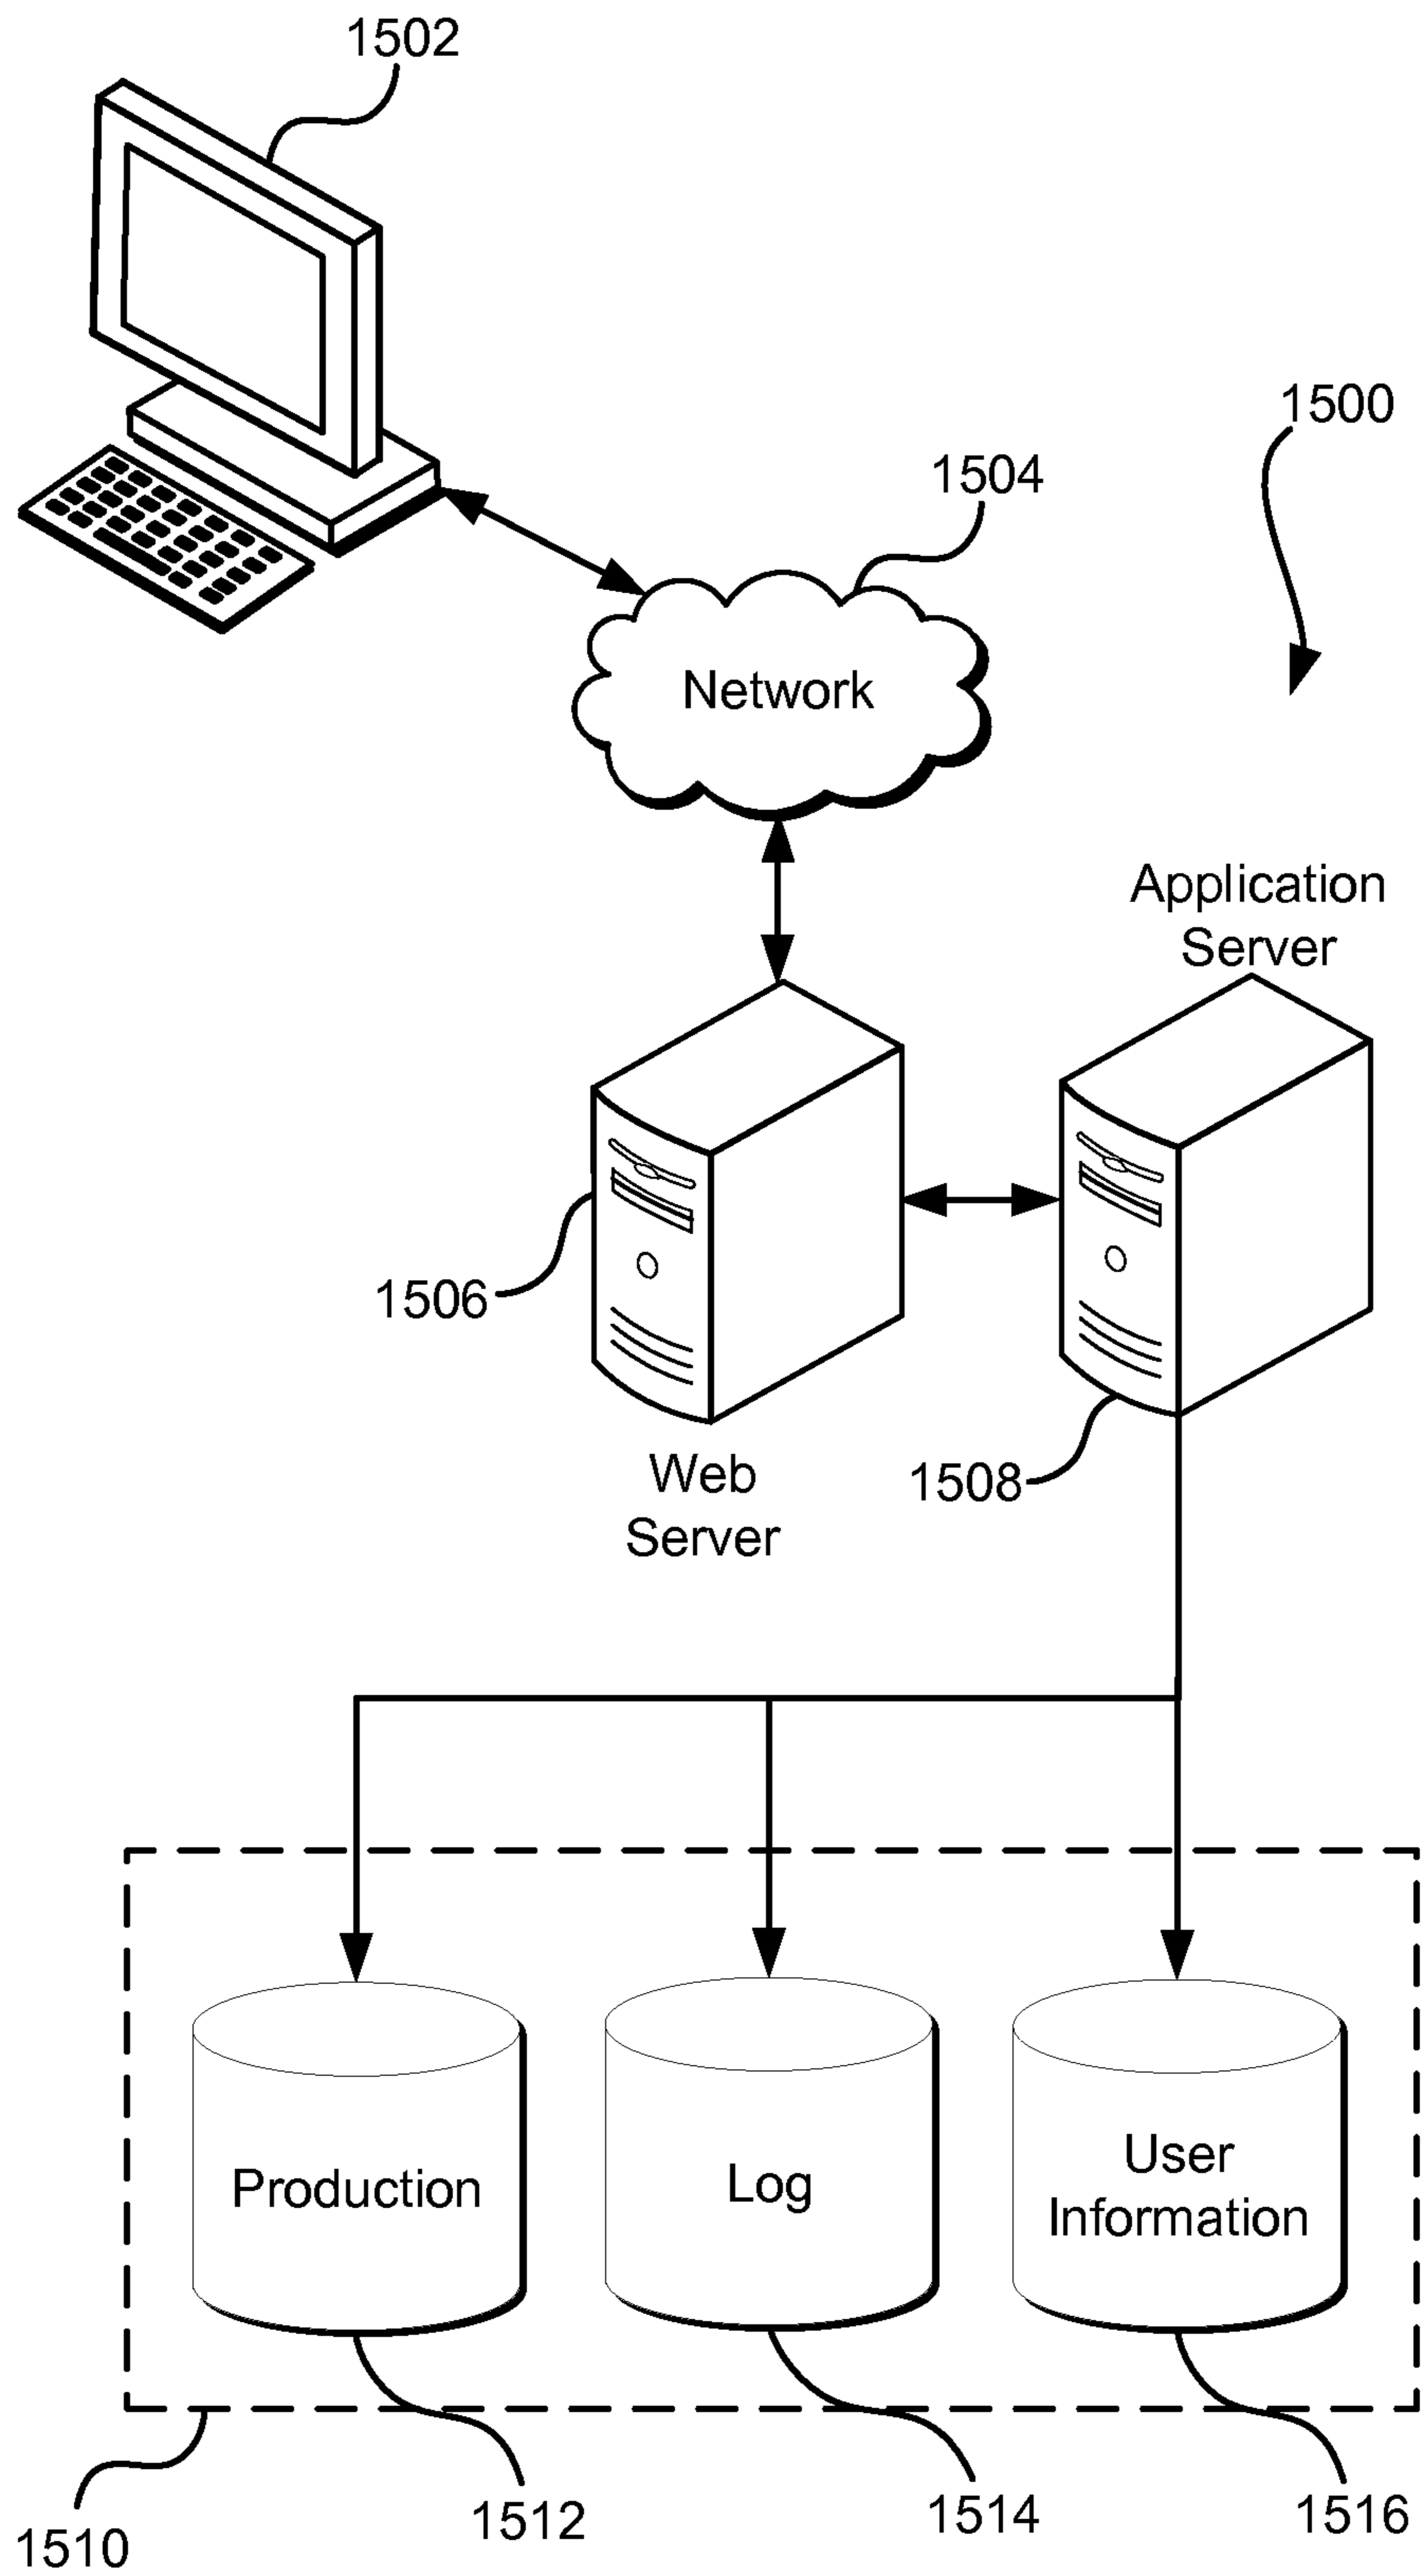 1502
1500
1504
Network
Application
Server
1506
1508
Web
Server
Production
Log
User
Information
1510
1512
1514
1516